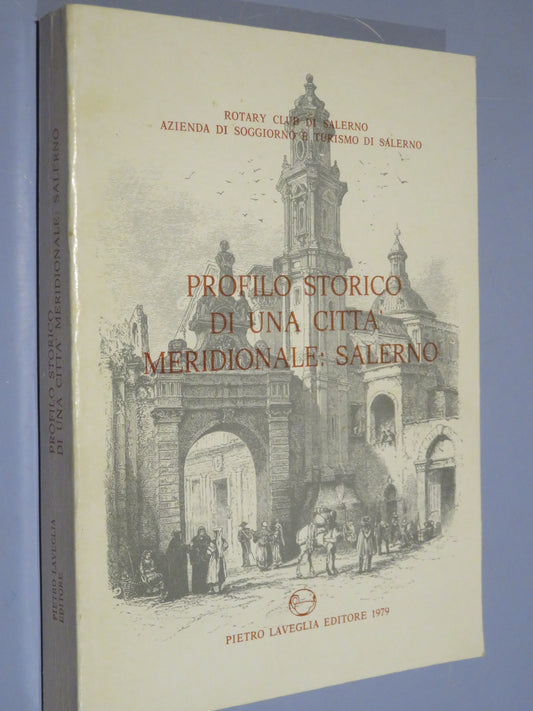 ROTARY CLUB DI SALERNO
AZIENDA DI SOGGIORNO E TURISMO DI SALERNO
PROFILO STORICO
DI UNA CITTA'
MERIDIONALE: SALERNO
PIETRO LAVEGLIA EDITORE 1979
PROFILO STORICO
DI UNA CITTA' MERIDIONALE: SALERNO
PIETRO LAVEGLIA
EDITORE